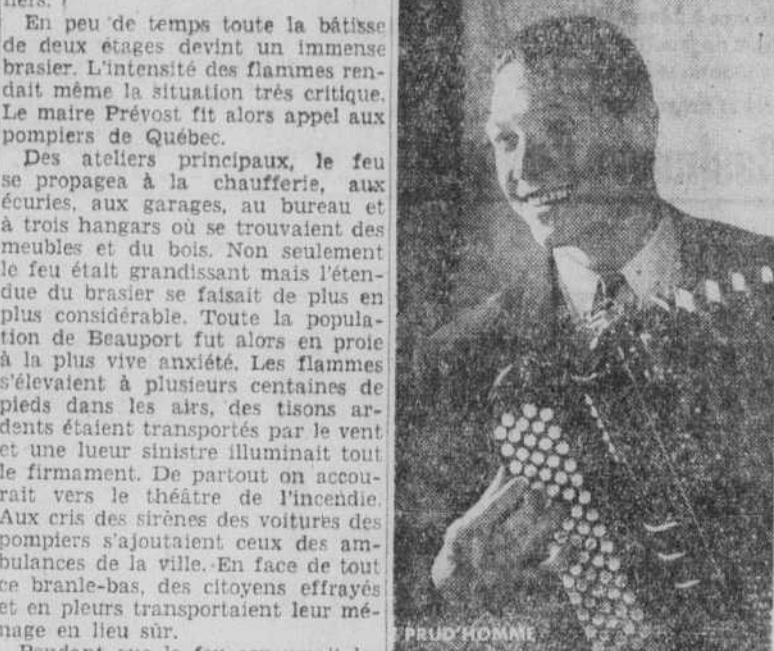 En peu de temps toute la bâtisse
de deux étages devint un immense
brasier. L'intensité des flammes ren-
dait même la situation très critique.
Le maire Prévost fit alors appel aux
pompiers de Québec.
Des ateliers principaux, le feu
se propagea à la chaufferie, aux
écuries, aux garages, au bureau et
à trois hangars où se trouvaient des
meubles et du bois. Non seulement
le feu était grandissant mais l'éten-
due du brasier se faisait de plus en
plus considérable. Toute la popula-
tion de Beauport fut alors en proie
à la plus vive anxiété. Les flammes
s'élevaient à plusieurs centaines de
pieds dans les airs, des tisons ar-
dents étaient transportés par le vent
et une lueur sinistre illuminait tout
le firmament. De partout on accou-
rait vers le théâtre de l'incendie.
Aux cris des sirènes des voitures des
pompiers s'ajoutaient ceux des am-
bulances de la ville. En face de tout
ce branle-bas, des citoyens effrayés
et en pleurs transportaient leur mé-
nage en lieu sûr.
PRUD'HOMME